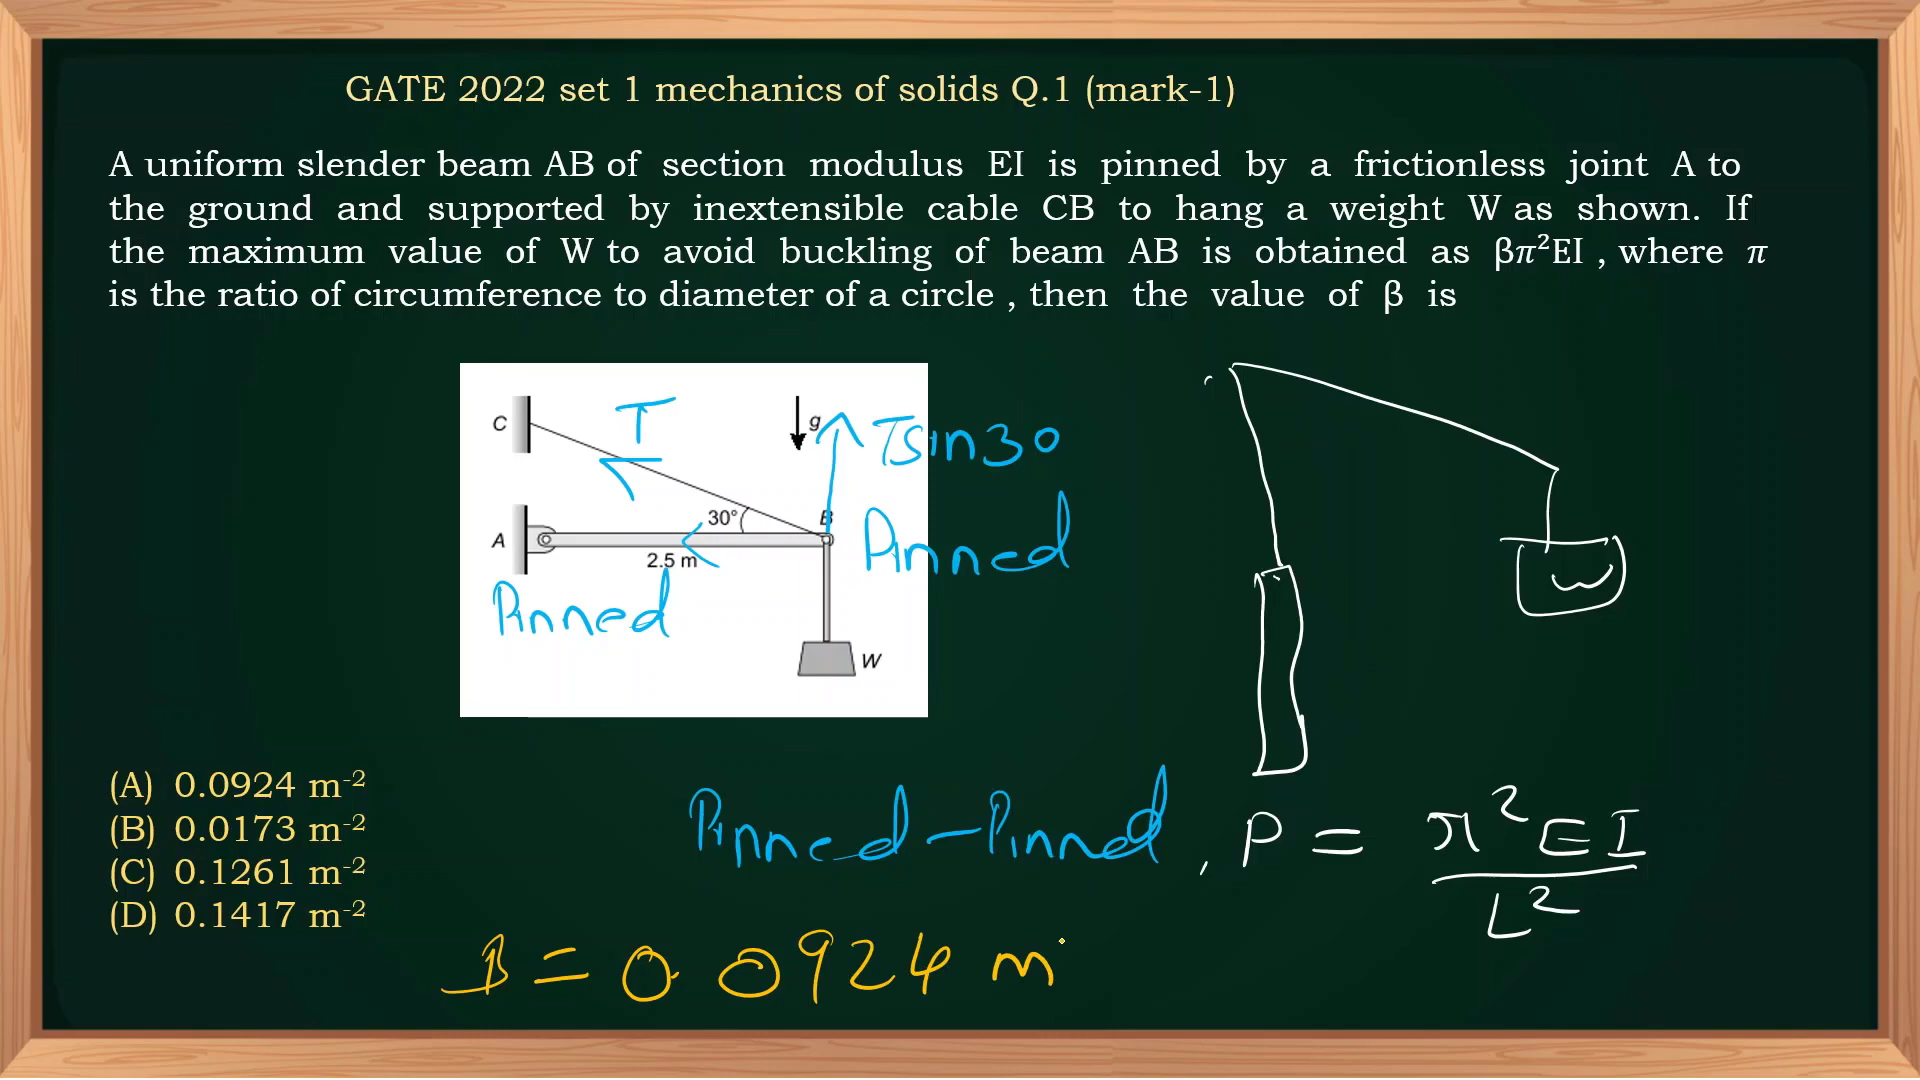 GATE 2022 set 1 mechanics of solids Q.1 (mark-1)
A uniform slender beam AB of section modulus EI is pinned by a frictionless joint A to
the ground and supported by inextensible cable CB to hang a weight W as shown. If
the maximum value of W to avoid buckling of beam AB is obtained as βπ²EI , where π
is the ratio of circumference to diameter of a circle , then the value of β is
C
T
g
Tsin30
30°
B
A
2.5 m
Pinned
Pinned
W
W
(A) 0.0924 m⁻²
(B) 0.0173 m⁻²
(C) 0.1261 m⁻²
(D) 0.1417 m⁻²
Pinned-Pinned, P = π²EI
L²
β = 0.0924 m